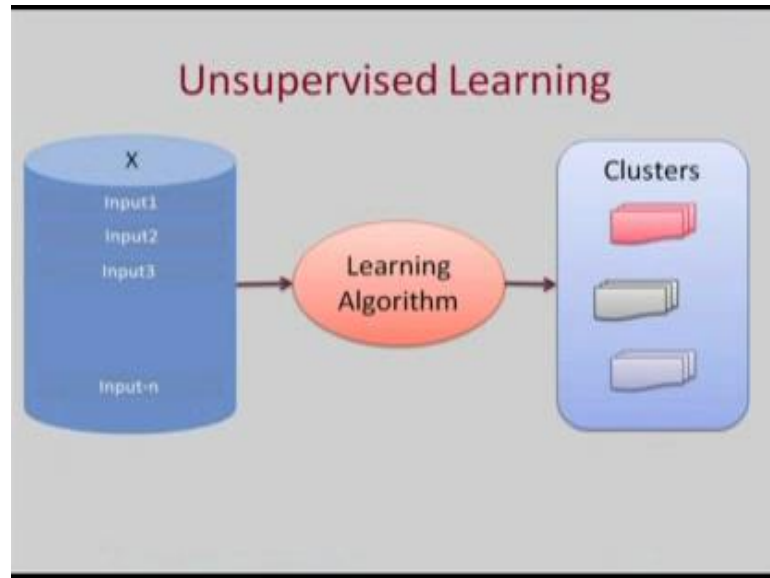 Unsupervised Learning
X
Input1
Input2
Input3
Input-n
Learning
Algorithm
Clusters